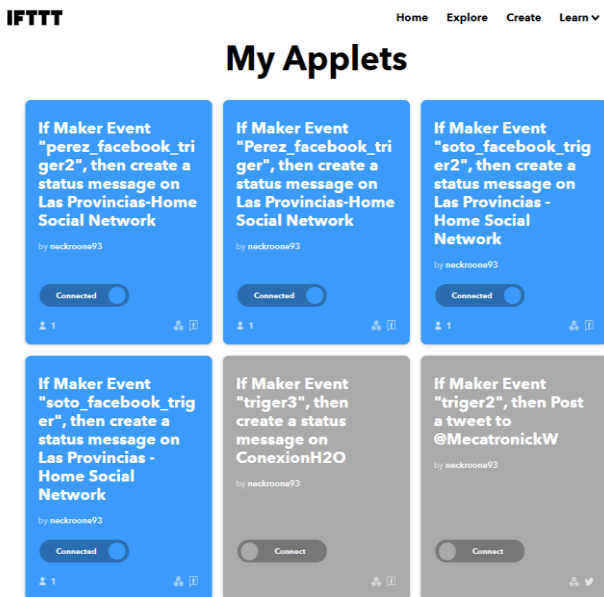 IFTTT
Home Explore Create Learn
My Applets
If Maker Event
"perez_facebook_tri
ger2", then create a
status message on
Las Provincias-Home
Social Network
by neckroone93
Connected
1
If Maker Event
"Perez_facebook_tri
ger", then create a
status message on
Las Provincias-Home
Social Network
by neckroone93
Connected
1
If Maker Event
"soto_facebook_trig
er2", then create a
status message on
Las Provincias -
Home Social
Network
by neckroone93
Connected
1
If Maker Event
"soto_facebook_trig
er", then create a
status message on
Las Provincias -
Home Social
Network
by neckroone93
Connected
1
If Maker Event
"triger3", then
create a status
message on
ConexionH2O
by neckroone93
Connect
If Maker Event
"triger2", then Post
a tweet to
@MecatronickW
by neckroone93
Connect